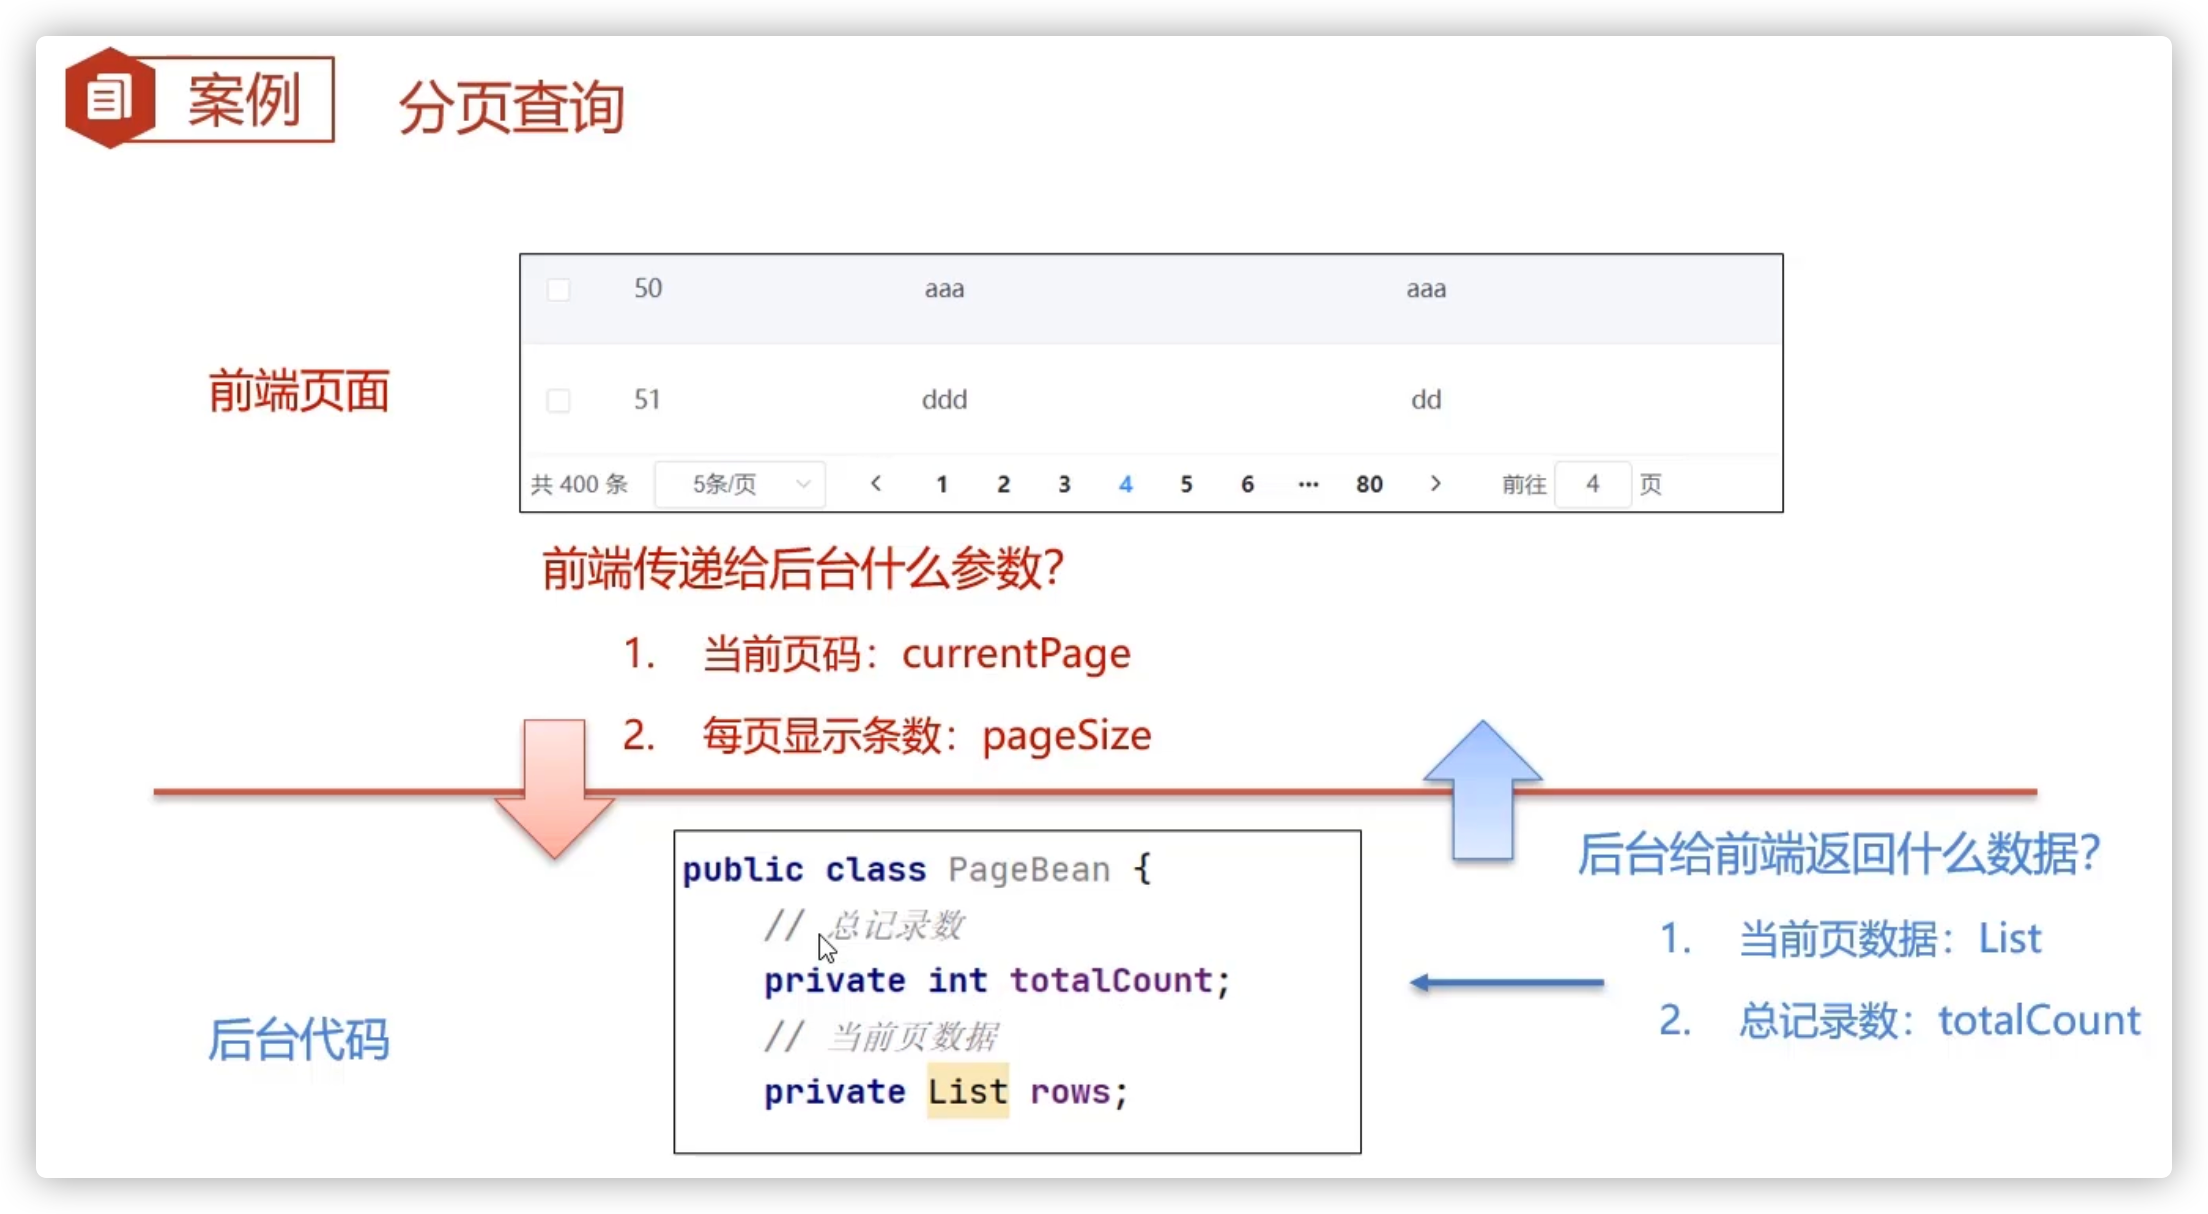 案例 分页查询
50 aaa aaa
前端页面
51 ddd dd
共 400 条 5条/页 < 1 2 3 4 5 6 ··· 80 > 前往 4 页
前端传递给后台什么参数?
1. 当前页码：currentPage
2. 每页显示条数：pageSize
public class PageBean {
// 总记录数
private int totalCount;
// 当前页数据
private List rows;
后台代码
后台给前端返回什么数据?
1. 当前页数据：List
2. 总记录数：totalCount